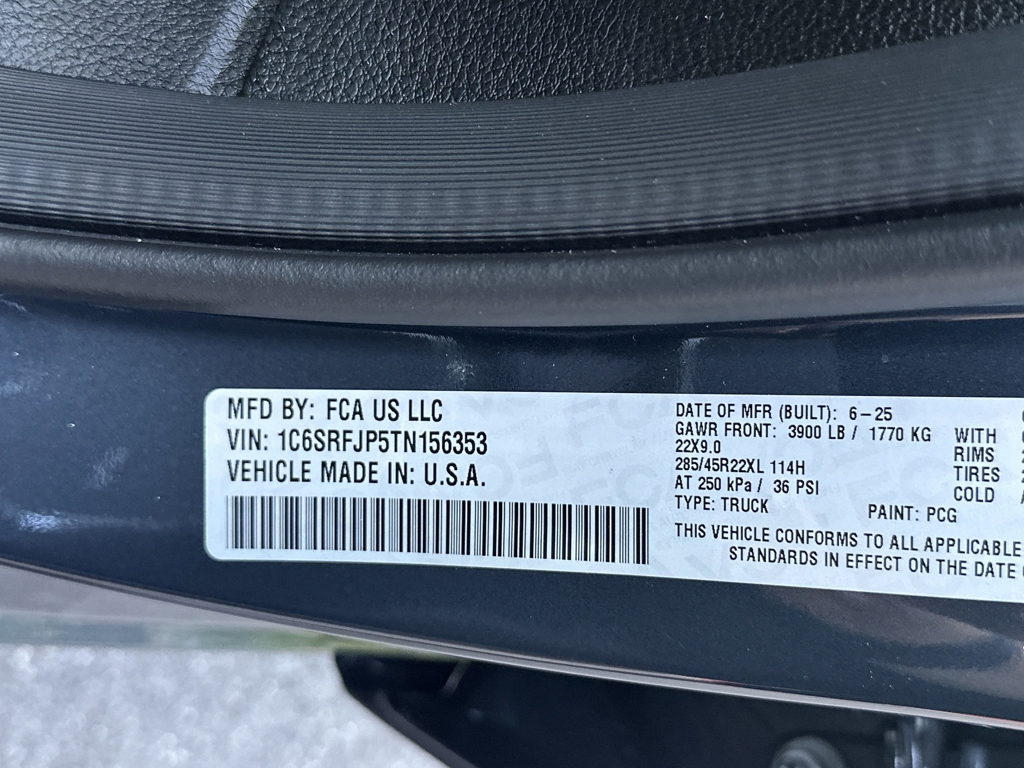 MFD BY: FCA US LLC
VIN: 1C6SRFJP5TN156353
VEHICLE MADE IN: U.S.A.
DATE OF MFR (BUILT): 6-25
GAWR FRONT: 3900 LB / 1770 KG WITH
22X9.0 RIMS
285/45R22XL 114H TIRES
AT 250 kPa / 36 PSI COLD
TYPE: TRUCK PAINT: PCG
THIS VEHICLE CONFORMS TO ALL APPLICABLE
STANDARDS IN EFFECT ON THE DATE